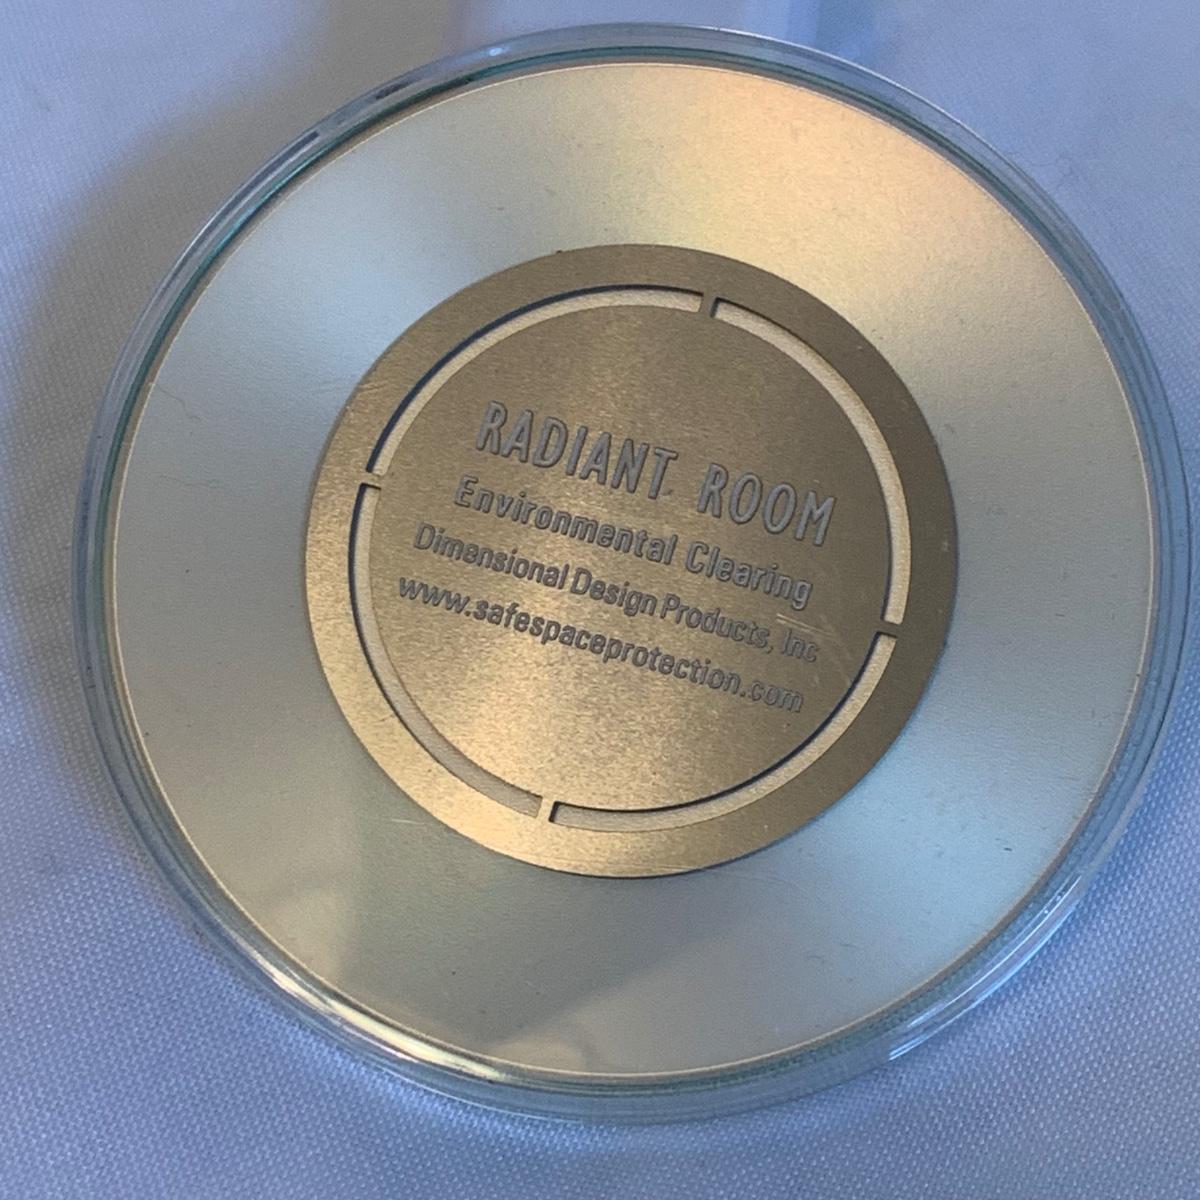 RADIANT ROOM
Environmental Clearing
Dimensional Design Products, Inc
www.safespaceprotection.com